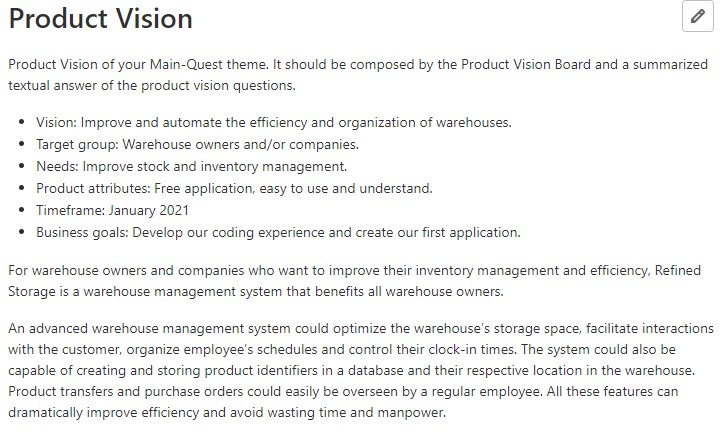 Product Vision
Product Vision of your Main-Quest theme. It should be composed by the Product Vision Board and a summarized
textual answer of the product vision questions.
• Vision: Improve and automate the efficiency and organization of warehouses.
• Target group: Warehouse owners and/or companies.
• Needs: Improve stock and inventory management.
• Product attributes: Free application, easy to use and understand.
• Timeframe: January 2021
• Business goals: Develop our coding experience and create our first application.
For warehouse owners and companies who want to improve their inventory management and efficiency, Refined
Storage is a warehouse management system that benefits all warehouse owners.
An advanced warehouse management system could optimize the warehouse's storage space, facilitate interactions
with the customer, organize employee's schedules and control their clock-in times. The system could also be
capable of creating and storing product identifiers in a database and their respective location in the warehouse.
Product transfers and purchase orders could easily be overseen by a regular employee. All these features can
dramatically improve efficiency and avoid wasting time and manpower.